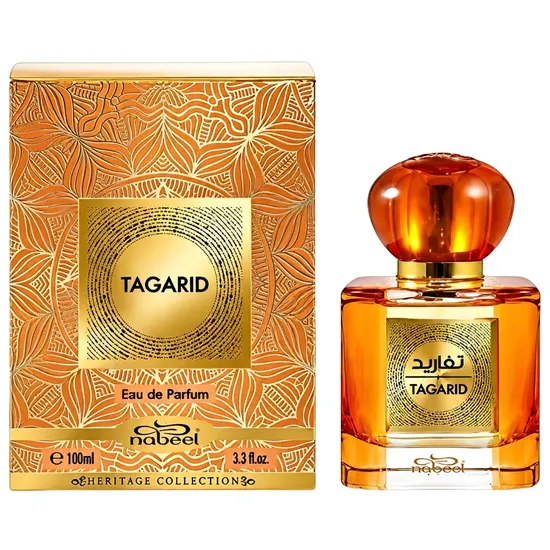 TAGARID
Eau de Parfum
nabeel
℮ 100ml 3.3 fl.oz.
HERITAGE COLLECTION
تغاريد
TAGARID
nabeel